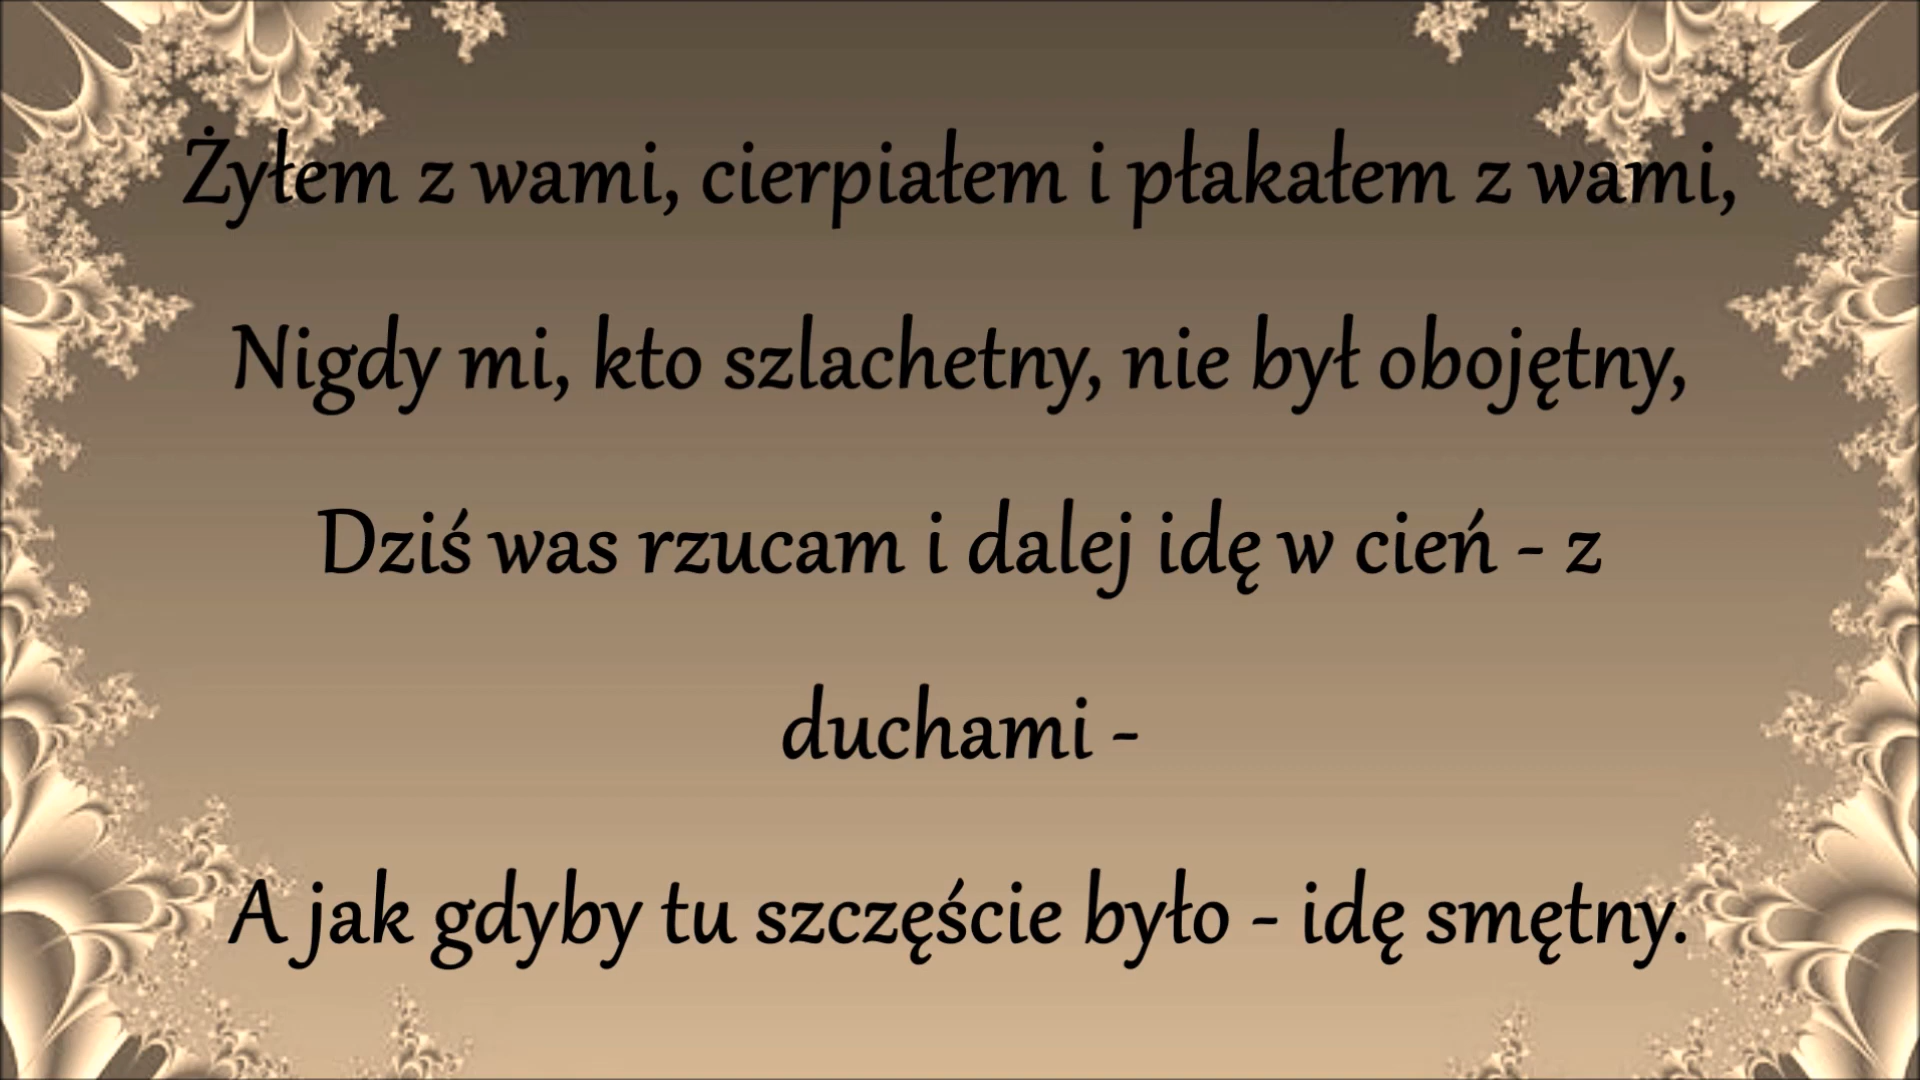 Żyłem z wami, cierpiałem i płakałem z wami,
Nigdy mi, kto szlachetny, nie był obojętny,
Dziś was rzucam i dalej idę w cień - z
duchami -
A jak gdyby tu szczęście było - idę smętny.